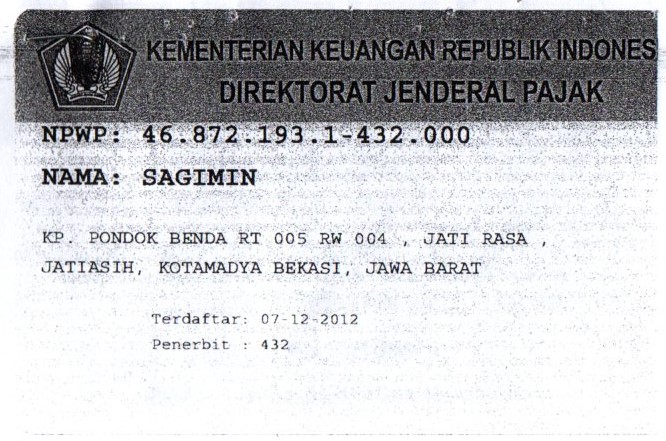 KEMENTERIAN KEUANGAN REPUBLIK INDONES
DIREKTORAT JENDERAL PAJAK
NPWP: 46.872.193.1-432.000
NAMA: SAGIMIN
KP. PONDOK BENDA RT 005 RW 004 , JATI RASA ,
JATIASIH, KOTAMADYA BEKASI, JAWA BARAT
Terdaftar: 07-12-2012
Penerbit : 432